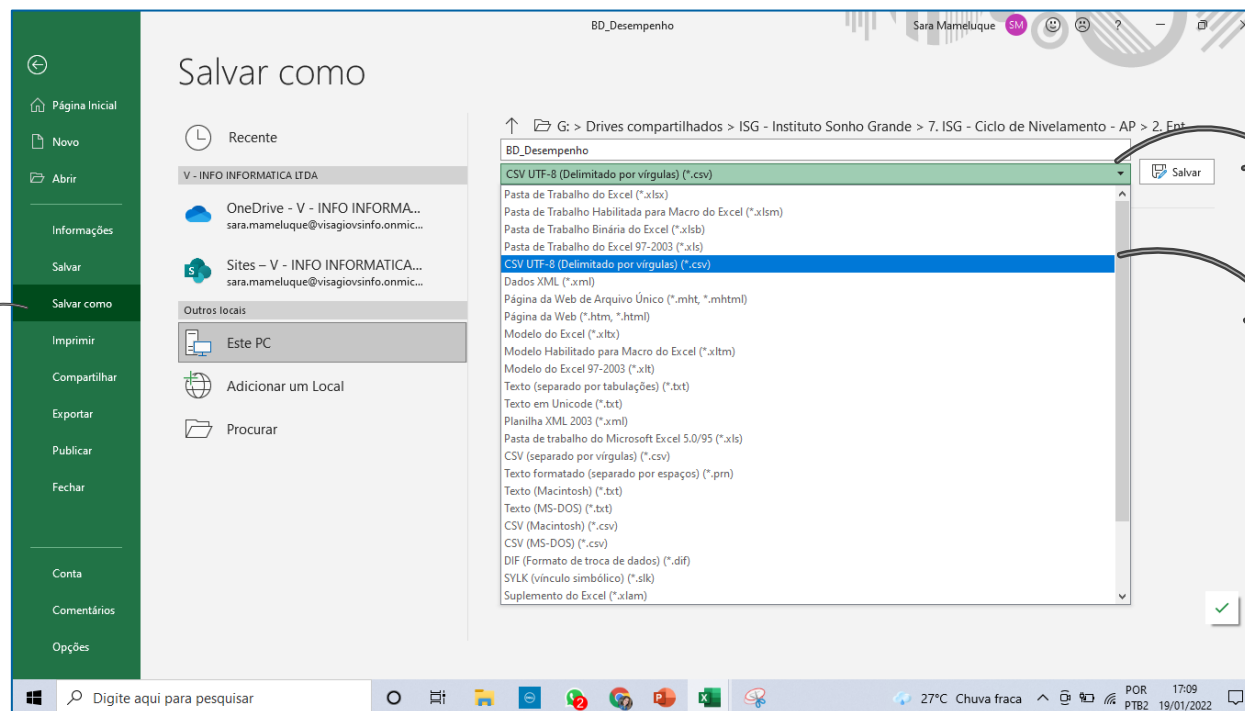 BD_Desempenho
Sara Mameluque
SM
?
Salvar como
Página Inicial
Novo
Abrir
Informações
Salvar
Salvar como
Imprimir
Compartilhar
Exportar
Publicar
Fechar
Conta
Comentários
Opções
Recente
V - INFO INFORMATICA LTDA
OneDrive - V - INFO INFORMA...
sara.mameluque@visagiovsinfo.onmic...
Sites – V - INFO INFORMATICA...
sara.mameluque@visagiovsinfo.onmic...
Outros locais
Este PC
Adicionar um Local
Procurar
G: > Drives compartilhados > ISG - Instituto Sonho Grande > 7. ISG - Ciclo de Nivelamento - AP > 2. Ent
BD_Desempenho
CSV UTF-8 (Delimitado por vírgulas) (*.csv)
Salvar
Pasta de Trabalho do Excel (*.xlsx)
Pasta de Trabalho Habilitada para Macro do Excel (*.xlsm)
Pasta de Trabalho Binária do Excel (*.xlsb)
Pasta de Trabalho do Excel 97-2003 (*.xls)
CSV UTF-8 (Delimitado por vírgulas) (*.csv)
Dados XML (*.xml)
Página da Web de Arquivo Único (*.mht, *.mhtml)
Página da Web (*.htm, *.html)
Modelo do Excel (*.xltx)
Modelo Habilitado para Macro do Excel (*.xltm)
Modelo do Excel 97-2003 (*.xlt)
Texto (separado por tabulações) (*.txt)
Texto em Unicode (*.txt)
Planilha XML 2003 (*.xml)
Pasta de trabalho do Microsoft Excel 5.0/95 (*.xls)
CSV (separado por vírgulas) (*.csv)
Texto formatado (separado por espaços) (*.prn)
Texto (Macintosh) (*.txt)
Texto (MS-DOS) (*.txt)
CSV (Macintosh) (*.csv)
CSV (MS-DOS) (*.csv)
DIF (Formato de troca de dados) (*.dif)
SYLK (vínculo simbólico) (*.slk)
Suplemento do Excel (*.xlam)
Digite aqui para pesquisar
2
27°C Chuva fraca
POR
PTB2
17:09
19/01/2022